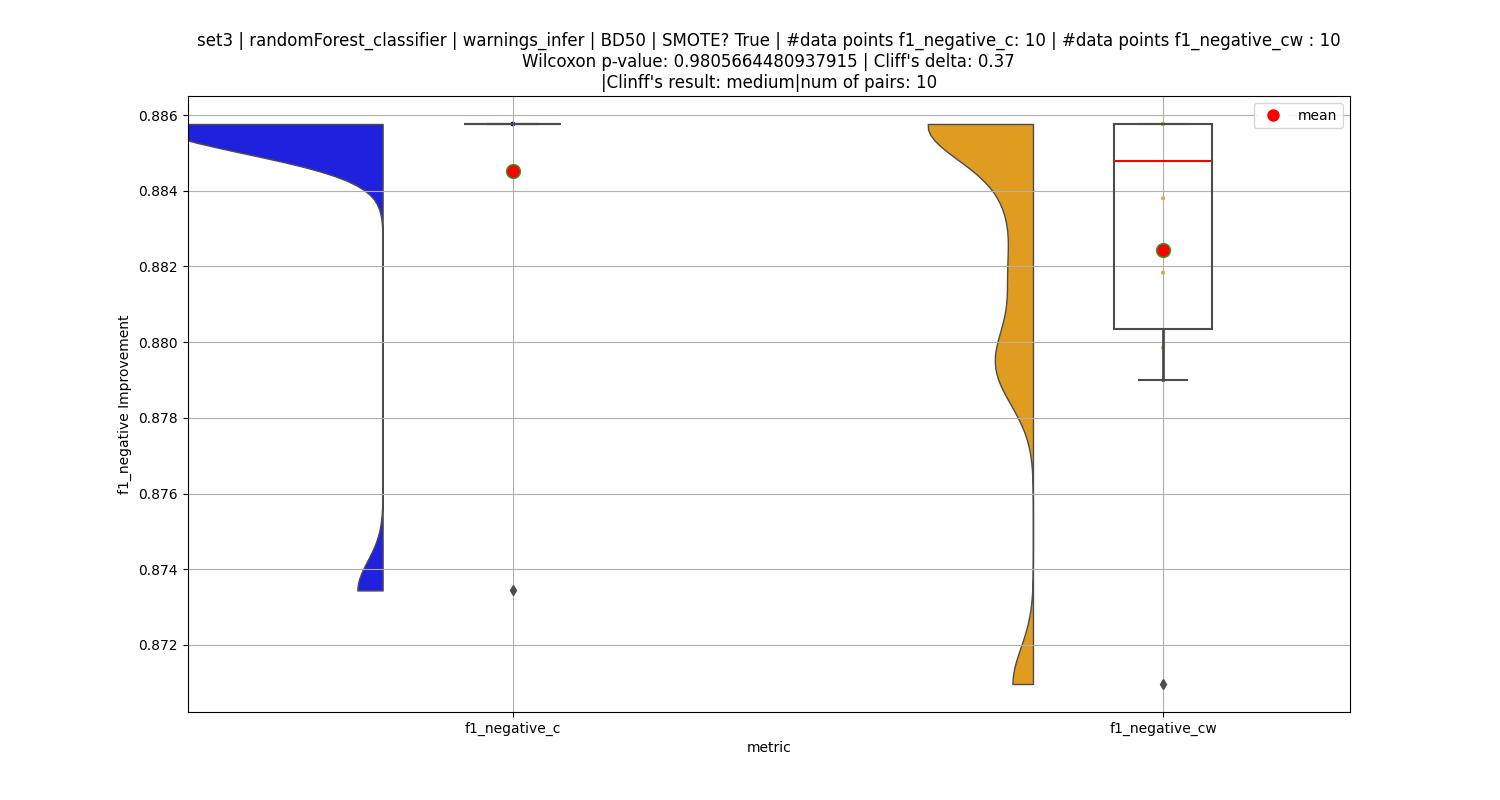 set3 | randomForest_classifier | warnings_infer | BD50 | SMOTE? True | #data points f1_negative_c: 10 | #data points f1_negative_cw : 10
Wilcoxon p-value: 0.9805664480937915 | Cliff's delta: 0.37
|Clinff's result: medium|num of pairs: 10
mean
0.886
0.884
0.882
0.880
0.878
0.876
0.874
0.872
f1_negative Improvement
f1_negative_c
f1_negative_cw
metric